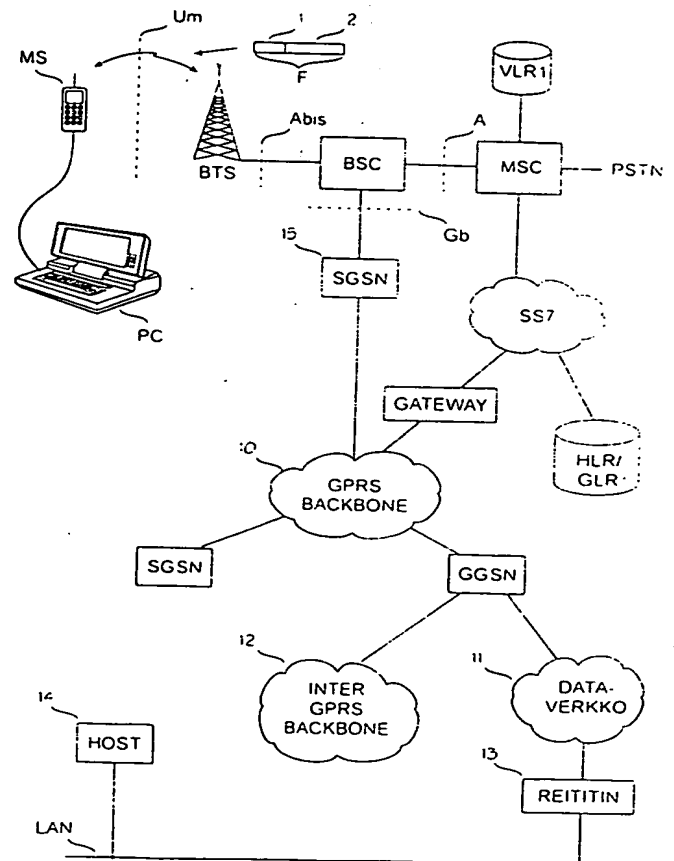 Um
1
2
MS
F
VLR1
Abis
A
BTS
BSC
MSC
PSTN
Gb
15
SGSN
PC
SS7
GATEWAY
10
GPRS
BACKBONE
HLR/
GLR
SGSN
GGSN
12
11
INTER
GPRS
BACKBONE
DATA-
VERKKO
14
HOST
13
REITITIN
LAN